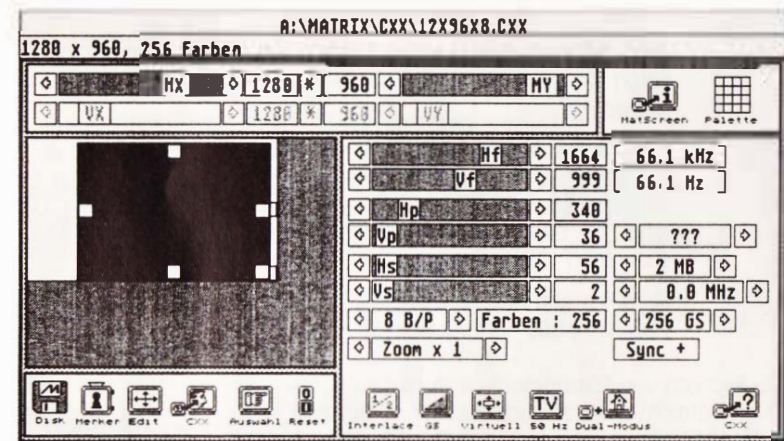 A:\MATRIX\CXX\12X96X8.CXX
1280 x 960, 256 Farben
HX 1280 * 960 MY
VX 1280 * 960 VY
MatScreen Palette
Hf 1664 [ 66.1 kHz ]
Vf 999 [ 66.1 Hz ]
Hp 340
Vp 36 ???
Hs 56 2 MB
Vs 2 0.0 MHz
8 B/P Farben : 256 256 GS
Zoom x 1 Sync +
Disk Merker Edit CXX Auswahl Reset
Interlace GS Virtuell 50 Hz Dual-Modus CXX